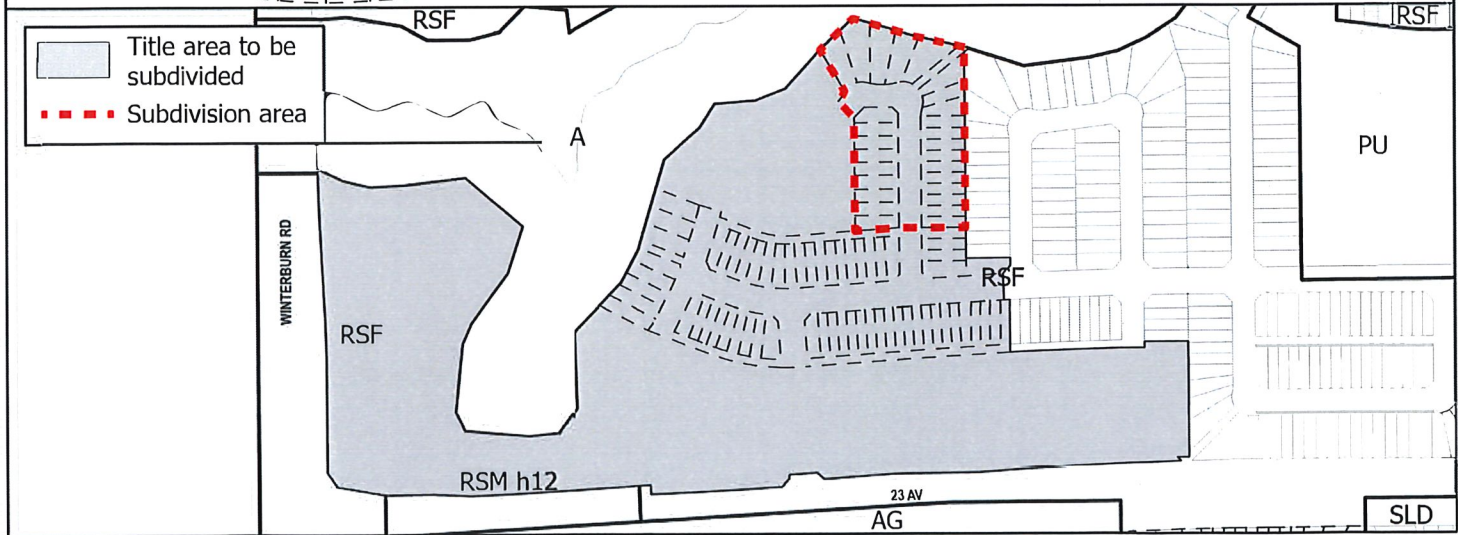 RSF
RSF
Title area to be
subdivided
Subdivision area
A
PU
WINTERBURN RD
RSF
RSF
RSM h12
23 AV
AG
SLD